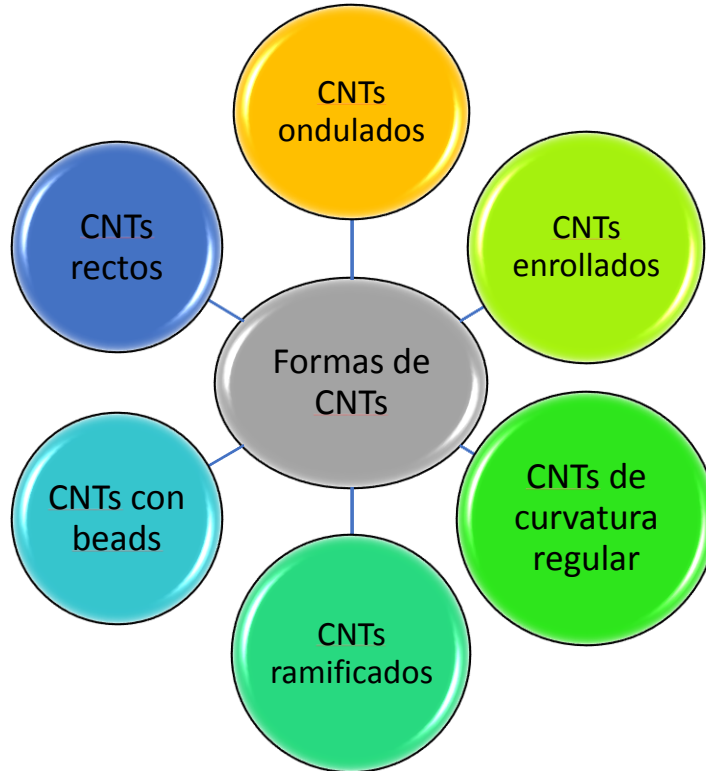 CNTs
ondulados
CNTs
rectos
CNTs
enrollados
Formas de
CNTs
CNTs con
beads
CNTs de
curvatura
regular
CNTs
ramificados